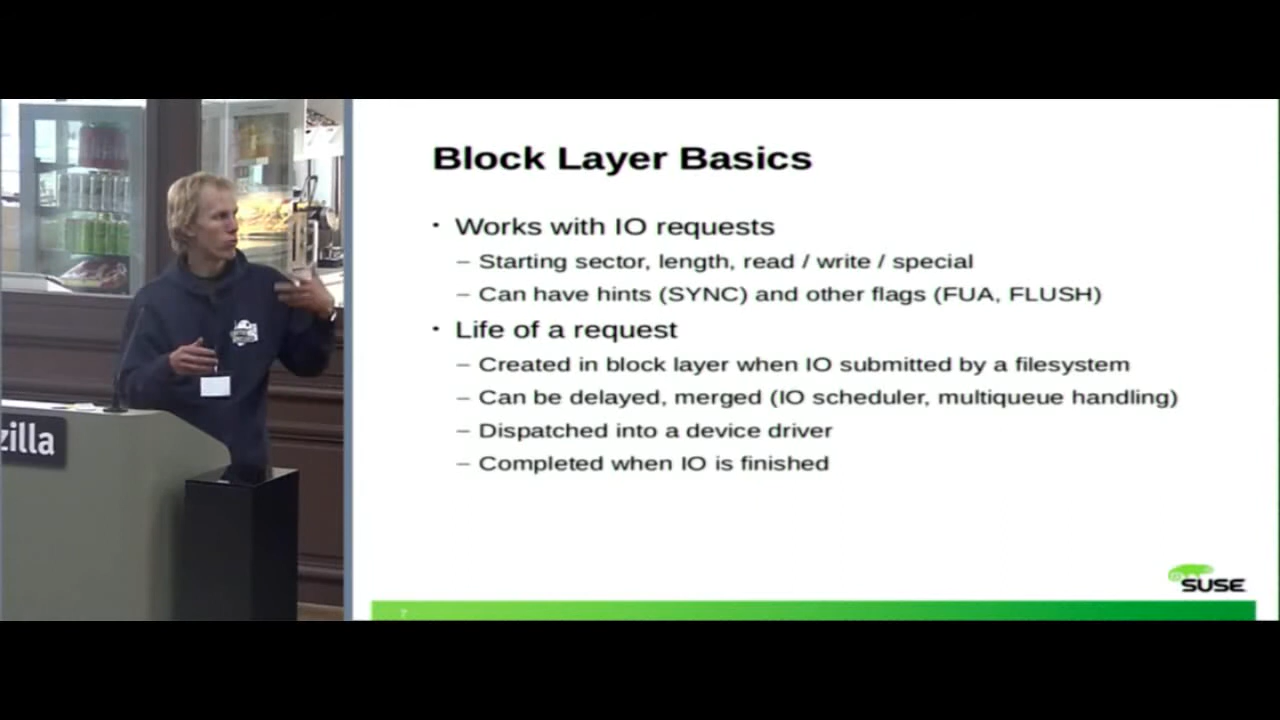 Block Layer Basics
· Works with IO requests
– Starting sector, length, read / write / special
– Can have hints (SYNC) and other flags (FUA, FLUSH)
· Life of a request
– Created in block layer when IO submitted by a filesystem
– Can be delayed, merged (IO scheduler, multiqueue handling)
– Dispatched into a device driver
– Completed when IO is finished
zilla
SUSE